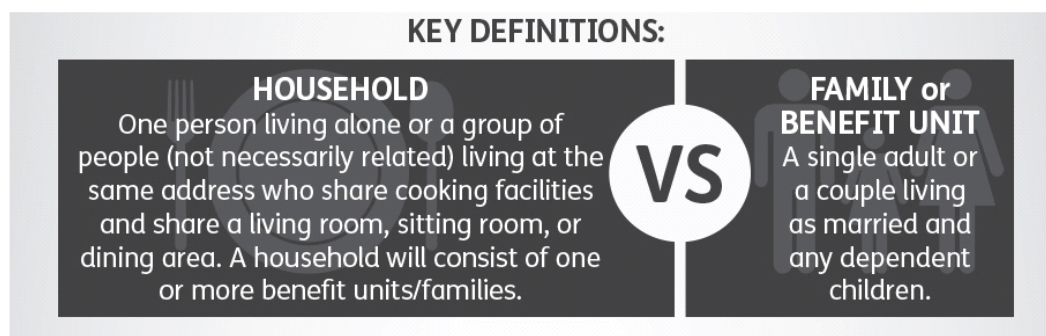 KEY DEFINITIONS:
HOUSEHOLD
One person living alone or a group of
people (not necessarily related) living at the
same address who share cooking facilities
and share a living room, sitting room, or
dining area. A household will consist of one
or more benefit units/families.
VS
FAMILY or
BENEFIT UNIT
A single adult or
a couple living
as married and
any dependent
children.